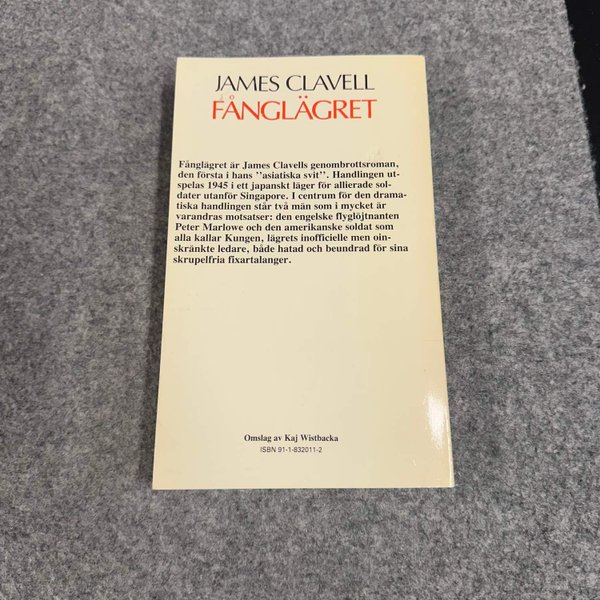 JAMES CLAVELL
FÅNGLÄGRET
Fånglägret är James Clavells genombrottsroman,
den första i hans ”asiatiska svit”. Handlingen ut-
spelas 1945 i ett japanskt läger för allierade sol-
dater utanför Singapore. I centrum för den drama-
tiska handlingen står två män som i mycket är
varandras motsatser: den engelske flyglöjtnanten
Peter Marlowe och den amerikanske soldat som
alla kallar Kungen, lägrets inofficielle men oin-
skränkte ledare, både hatad och beundrad för sina
skrupelfria fixartalanger.
Omslag av Kaj Wistbacka
ISBN 91-1-832011-2